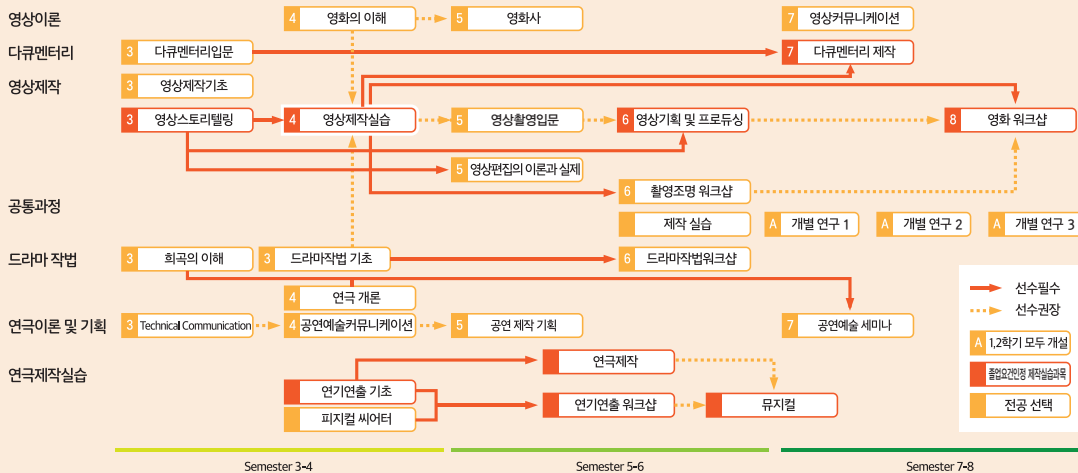 영상이론
4 영화의 이해
5 영화사
7 영상커뮤니케이션
다큐멘터리
3 다큐멘터리입문
7 다큐멘터리 제작
영상제작
3 영상제작기초
3 영상스토리텔링
4 영상제작실습
5 영상촬영입문
6 영상기획 및 프로듀싱
8 영화 워크샵
5 영상편집의 이론과 실제
6 촬영조명 워크샵
공통과정
제작 실습
A 개별 연구 1
A 개별 연구 2
A 개별 연구 3
드라마 작법
3 희곡의 이해
3 드라마작법 기초
6 드라마작법워크샵
4 연극 개론
연극이론 및 기획
3 Technical Communication
4 공연예술커뮤니케이션
5 공연 제작 기획
7 공연예술 세미나
연극제작실습
연극제작
연기연출 기초
피지컬 씨어터
연기연출 워크샵
뮤지컬
선수필수
선수권장
A 1,2학기 모두 개설
졸업요건인정 제작실습과목
전공 선택
Semester 3-4
Semester 5-6
Semester 7-8